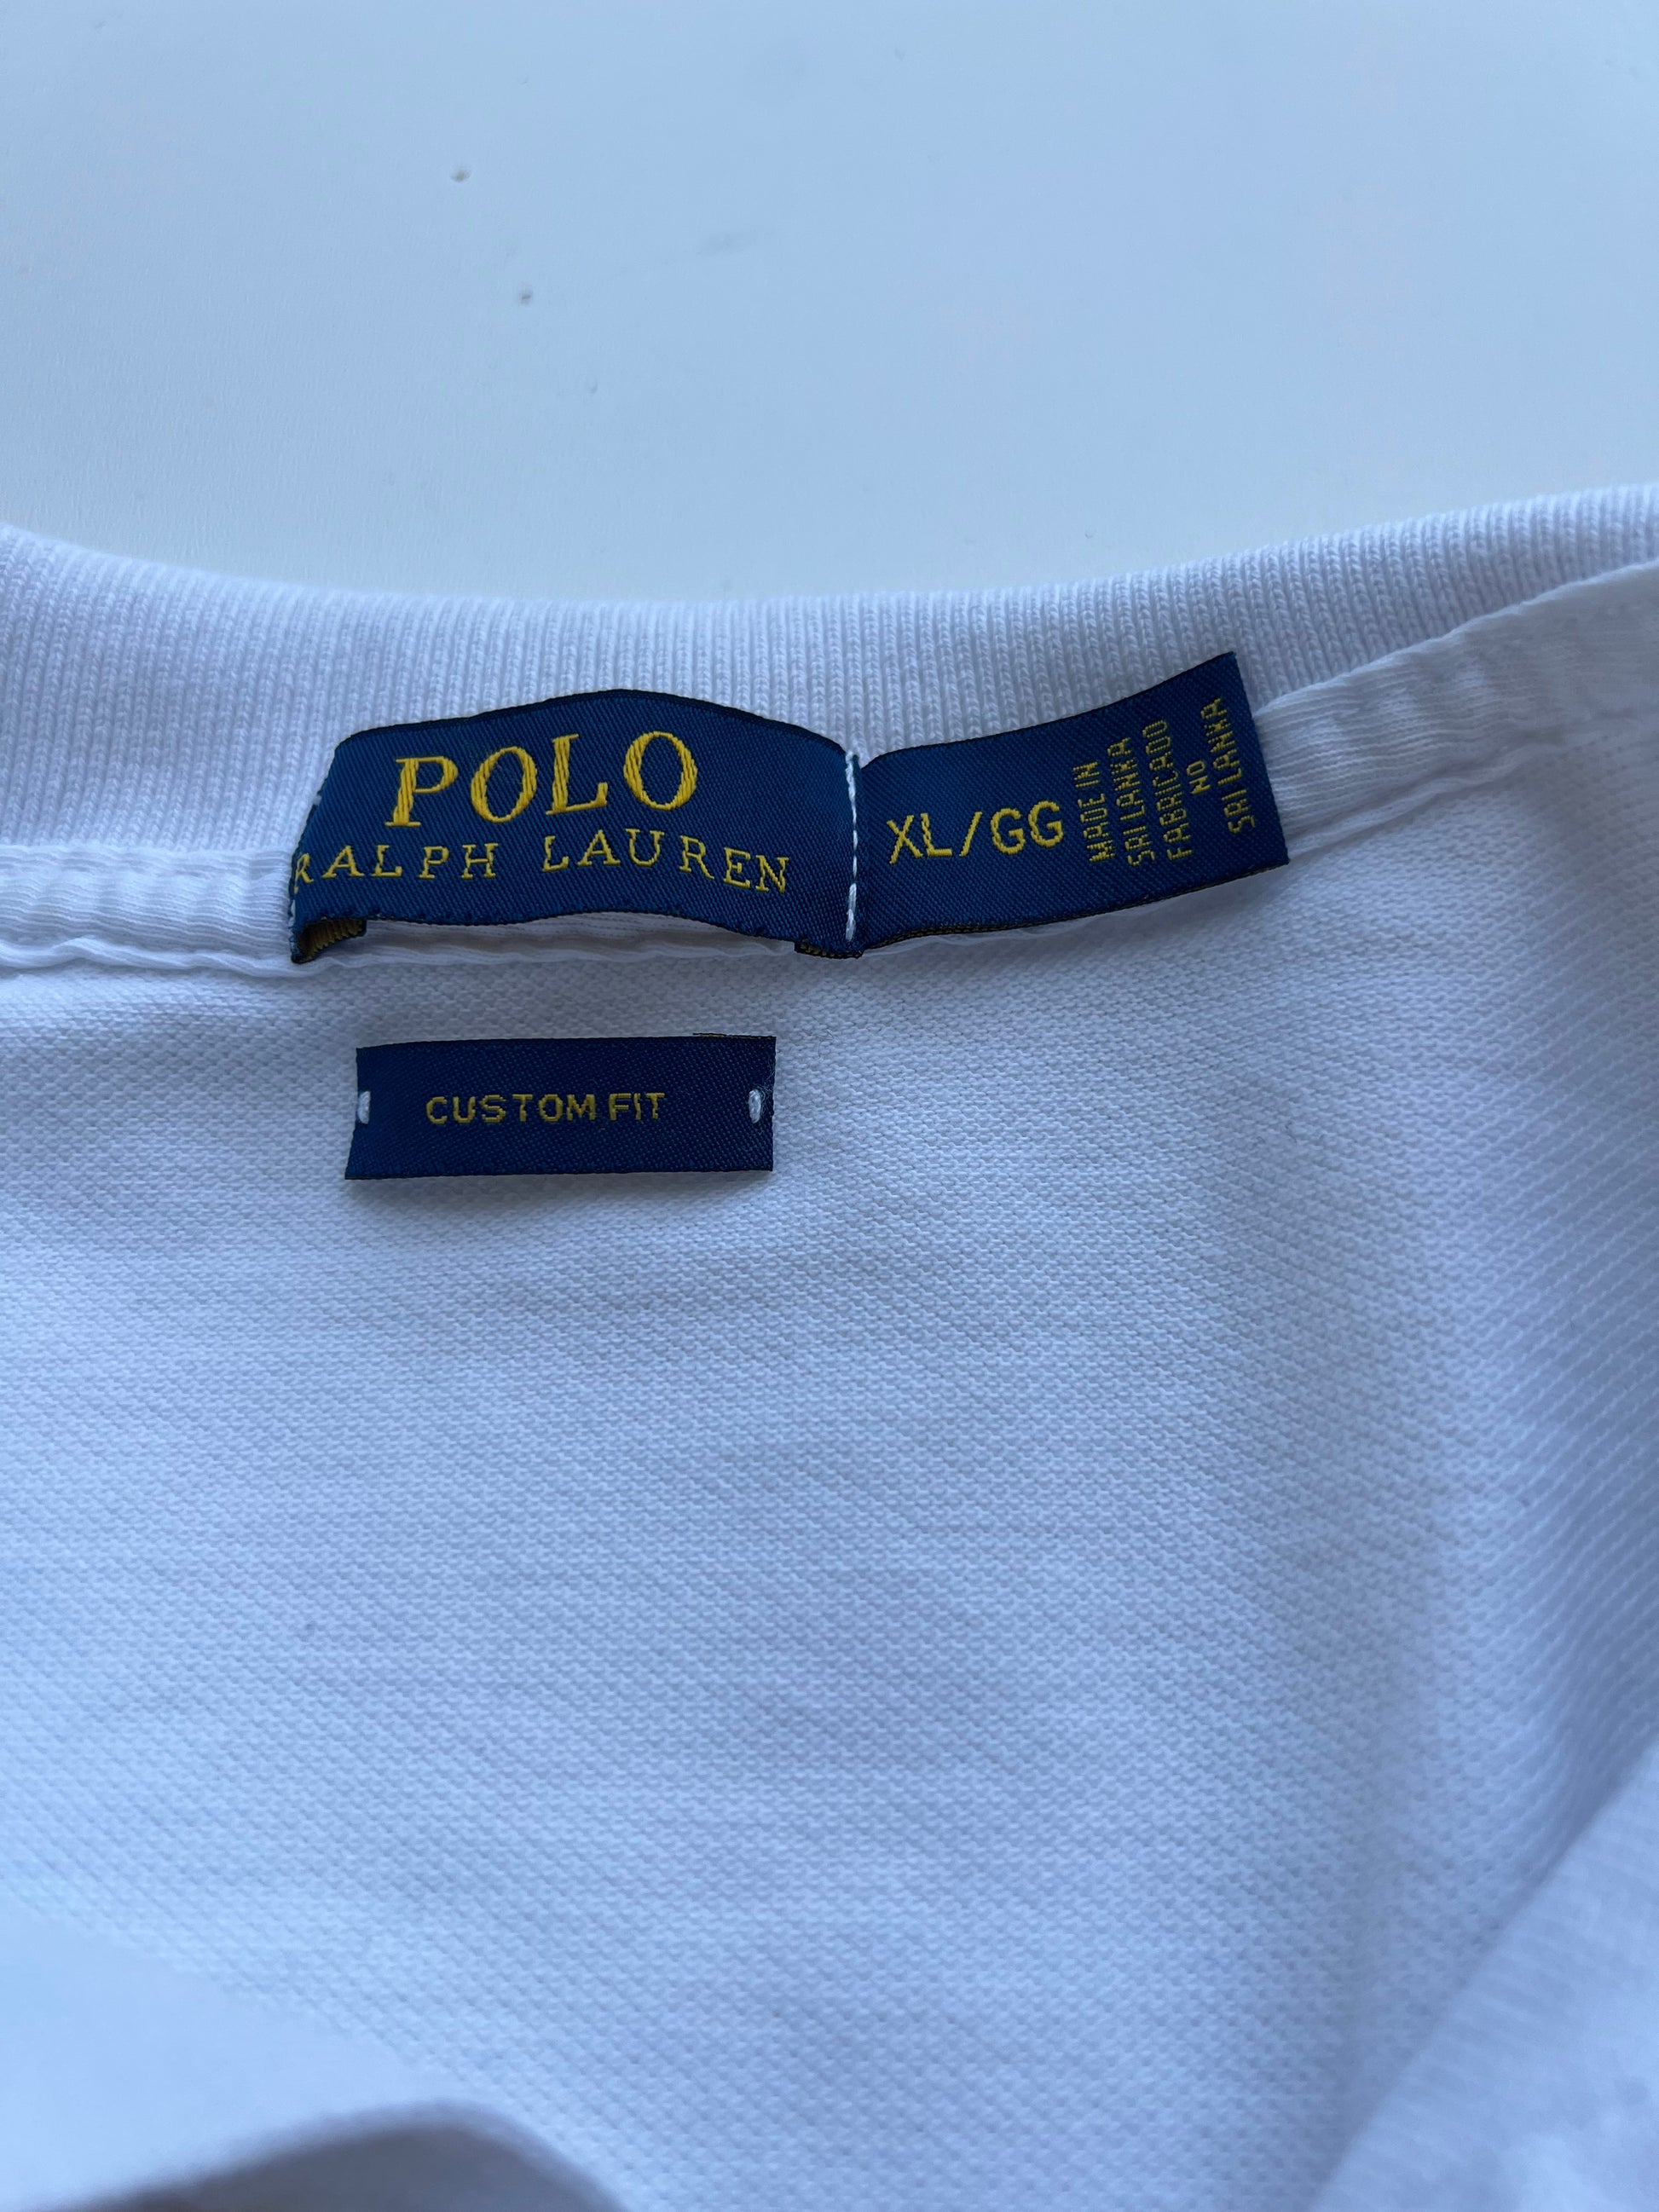 POLO
RALPH LAUREN
XL/GG
MADE IN
SRI LANKA
FABRICADO
NO
SRI LANKA
CUSTOM FIT